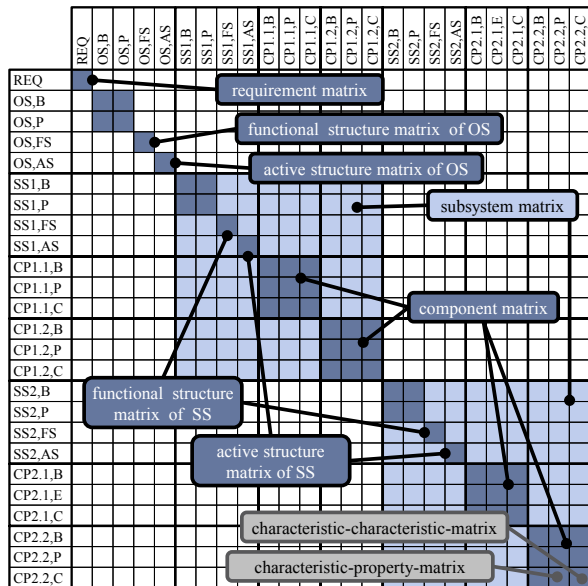 REQ
OS,B
OS,P
OS,FS
OS,AS
SS1,B
SS1,P
SS1,FS
SS1,AS
CP1.1,B
CP1.1,P
CP1.1,C
CP1.2,B
CP1.2,P
CP1.2,C
SS2,B
SS2,P
SS2,FS
SS2,AS
CP2.1,B
CP2.1,E
CP2.1,C
CP2.2,B
CP2.2,P
CP2.2,C
REQ
requirement matrix
OS,B
OS,P
functional structure matrix of OS
OS,FS
OS,AS
active structure matrix of OS
SS1,B
SS1,P
subsystem matrix
SS1,FS
SS1,AS
CP1.1,B
CP1.1,P
CP1.1,C
component matrix
CP1.2,B
CP1.2,P
CP1.2,C
SS2,B
functional structure
matrix of SS
SS2,P
SS2,FS
SS2,AS
active structure
matrix of SS
CP2.1,B
CP2.1,E
CP2.1,C
characteristic-characteristic-matrix
CP2.2,B
CP2.2,P
characteristic-property-matrix
CP2.2,C